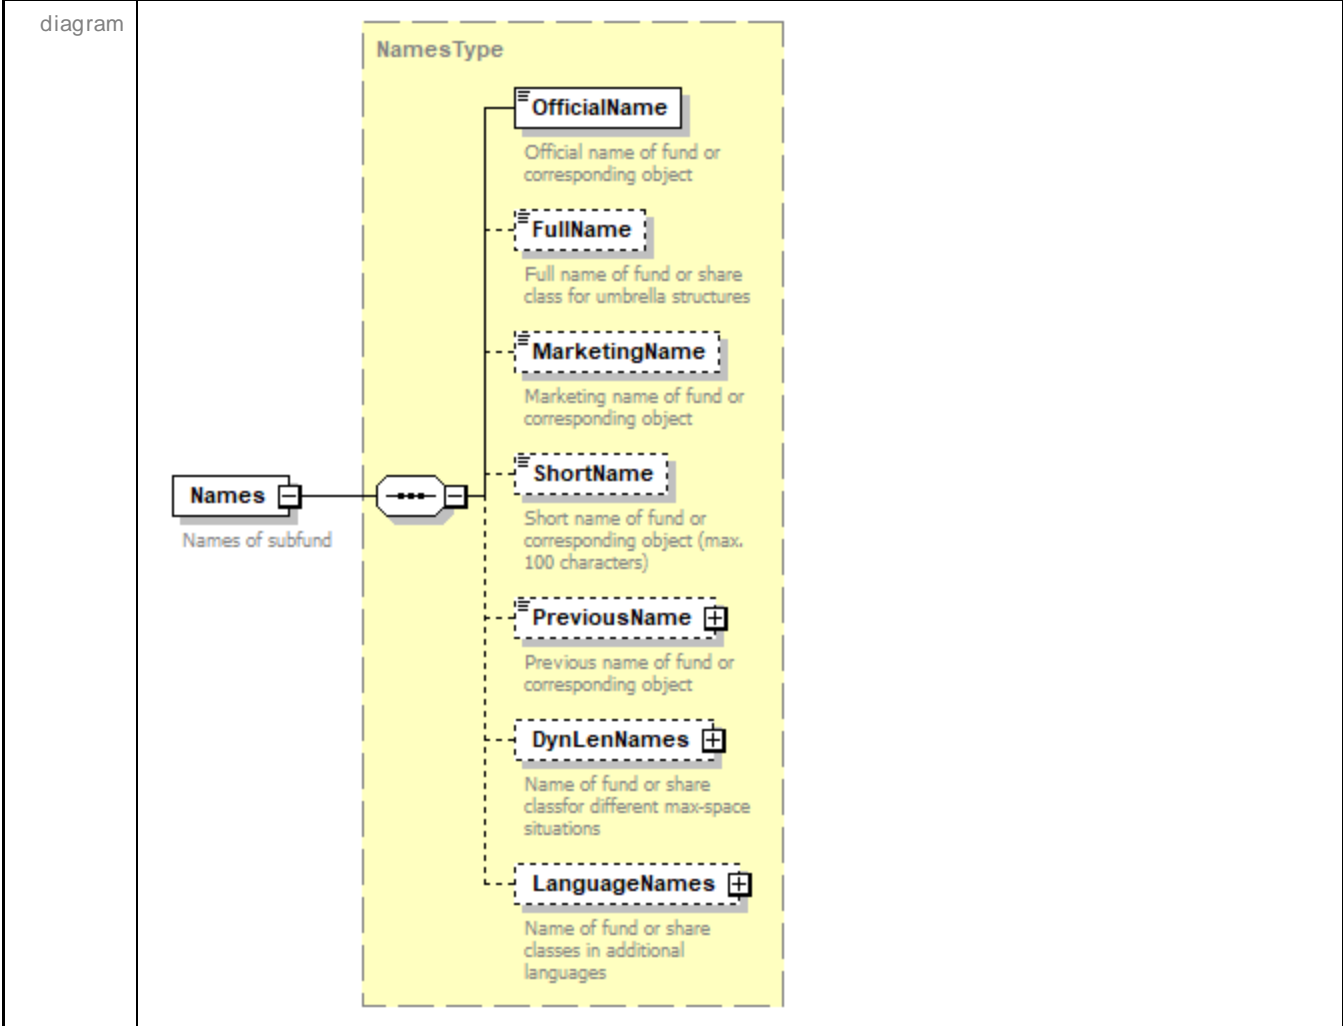 diagram
NamesType
OfficialName
Official name of fund or
corresponding object
FullName
Full name of fund or share
class for umbrella structures
MarketingName
Marketing name of fund or
corresponding object
ShortName
Short name of fund or
corresponding object (max.
100 characters)
Names
Names of subfund
PreviousName
Previous name of fund or
corresponding object
DynLenNames
Name of fund or share
classfor different max-space
situations
LanguageNames
Name of fund or share
classes in additional
languages